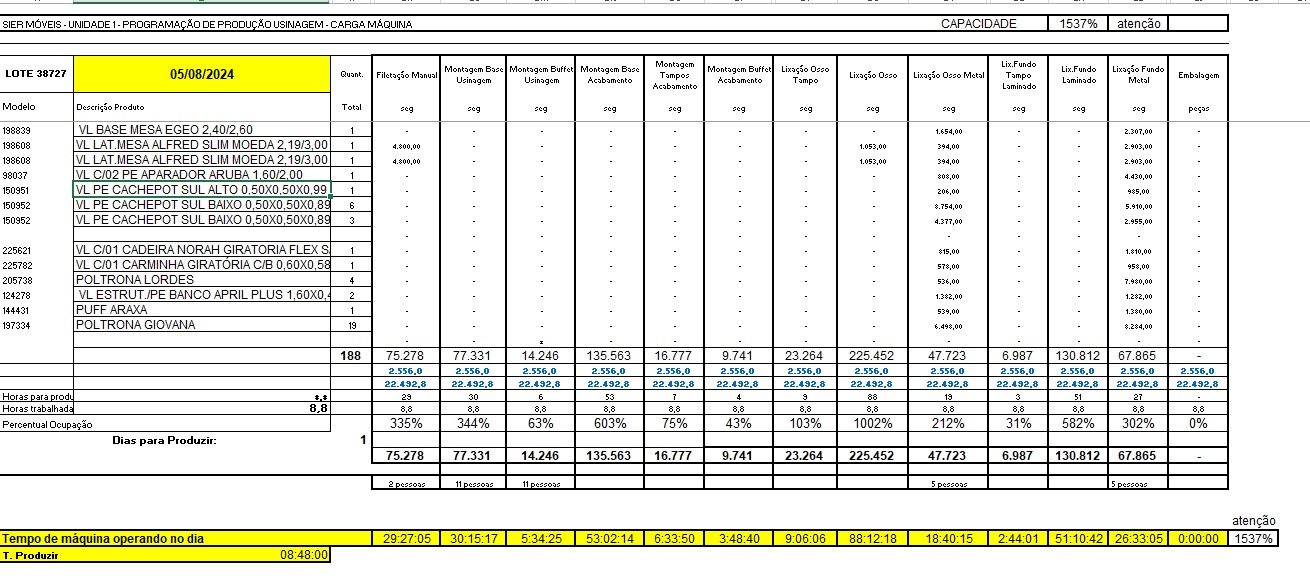 SIER MÓVEIS - UNIDADE 1- PROGRAMAÇÃO DE PRODUÇÃO USINAGEM - CARGA MÁQUINA CAPACIDADE 1537% atenção
LOTE 38727 05/08/2024 Quant. Filetação Manual Montagem Base Usinagem Montagem Buffet Usinagem Montagem Base Acabamento Montagem Tampos Acabamento Montagem Buffet Acabamento Lixação Osso Tampo Lixação Osso Lixação Osso Metal Lix.Fundo Tampo Laminado Lix.Fundo Laminado Lixação Fundo Metal Embalagem
Modelo Descrição Produto Total seg seg seg seg seg seg seg seg seg seg seg seg peças
198839 VL BASE MESA EGEO 2,40/2,60 1 - - - - - - - - 1.654,00 - - 2.307,00 -
198608 VL LAT.MESA ALFRED SLIM MOEDA 2,19/3,00 1 4.800,00 - - - - - - 1.053,00 394,00 - - 2.903,00 -
198608 VL LAT.MESA ALFRED SLIM MOEDA 2,19/3,00 1 4.800,00 - - - - - - 1.053,00 394,00 - - 2.903,00 -
98037 VL C/02 PE APARADOR ARUBA 1,60/2,00 1 - - - - - - - - 808,00 - - 4.430,00 -
150951 VL PE CACHEPOT SUL ALTO 0,50X0,50X0,99 1 - - - - - - - - 206,00 - - 985,00 -
150952 VL PE CACHEPOT SUL BAIXO 0,50X0,50X0,89 6 - - - - - - - - 8.754,00 - - 5.910,00 -
150952 VL PE CACHEPOT SUL BAIXO 0,50X0,50X0,89 3 - - - - - - - - 4.377,00 - - 2.955,00 -
- - - - - - - - - - - - -
225621 VL C/01 CADEIRA NORAH GIRATORIA FLEX S 1 - - - - - - - - 815,00 - - 1.810,00 -
225782 VL C/01 CARMINHA GIRATÓRIA C/B 0,60X0,58 1 - - - - - - - - 578,00 - - 958,00 -
205738 POLTRONA LORDES 4 - - - - - - - - 536,00 - - 7.980,00 -
124278 VL ESTRUT./PE BANCO APRIL PLUS 1,60X0,4 2 - - - - - - - - 1.382,00 - - 1.282,00 -
144431 PUFF ARAXA 1 - - - - - - - - 539,00 - - 1.380,00 -
197334 POLTRONA GIOVANA 19 - - - - - - - - 6.498,00 - - 8.284,00 -
188 75.278 77.331 14.246 135.563 16.777 9.741 23.264 225.452 47.723 6.987 130.812 67.865 -
2.556,0 2.556,0 2.556,0 2.556,0 2.556,0 2.556,0 2.556,0 2.556,0 2.556,0 2.556,0 2.556,0 2.556,0 2.556,0
22.492,8 22.492,8 22.492,8 22.492,8 22.492,8 22.492,8 22.492,8 22.492,8 22.492,8 22.492,8 22.492,8 22.492,8 22.492,8
Horas para produ 29 30 6 53 7 4 9 88 19 3 51 27 -
Horas trabalhada 8,8 8,8 8,8 8,8 8,8 8,8 8,8 8,8 8,8 8,8 8,8 8,8 8,8 8,8
Percentual Ocupação 335% 344% 63% 603% 75% 43% 103% 1002% 212% 31% 582% 302% 0%
Dias para Produzir: 1
75.278 77.331 14.246 135.563 16.777 9.741 23.264 225.452 47.723 6.987 130.812 67.865 -
2 pessoas 11 pessoas 11 pessoas 5 pessoas 5 pessoas
atenção
Tempo de máquina operando no dia 29:27:05 30:15:17 5:34:25 53:02:14 6:33:50 3:48:40 9:06:06 88:12:18 18:40:15 2:44:01 51:10:42 26:33:05 0:00:00 1537%
T. Produzir 08:48:00